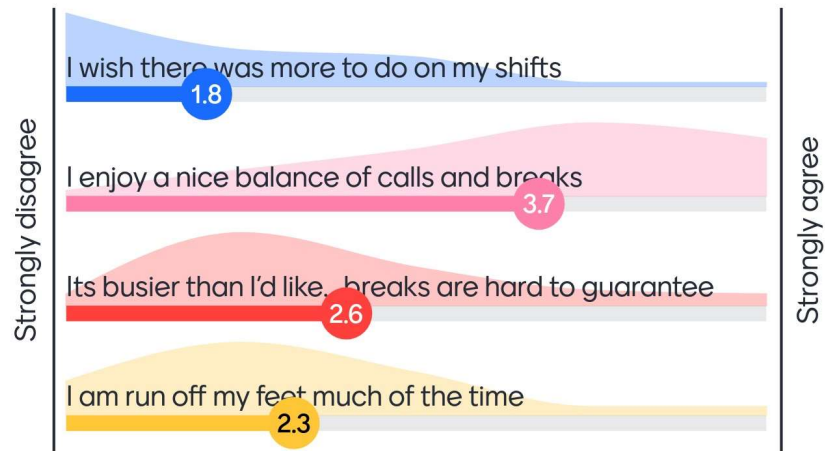 Strongly disagree
I wish there was more to do on my shifts
1.8
I enjoy a nice balance of calls and breaks
3.7
Its busier than I'd like, breaks are hard to guarantee
2.6
I am run off my feet much of the time
2.3
Strongly agree